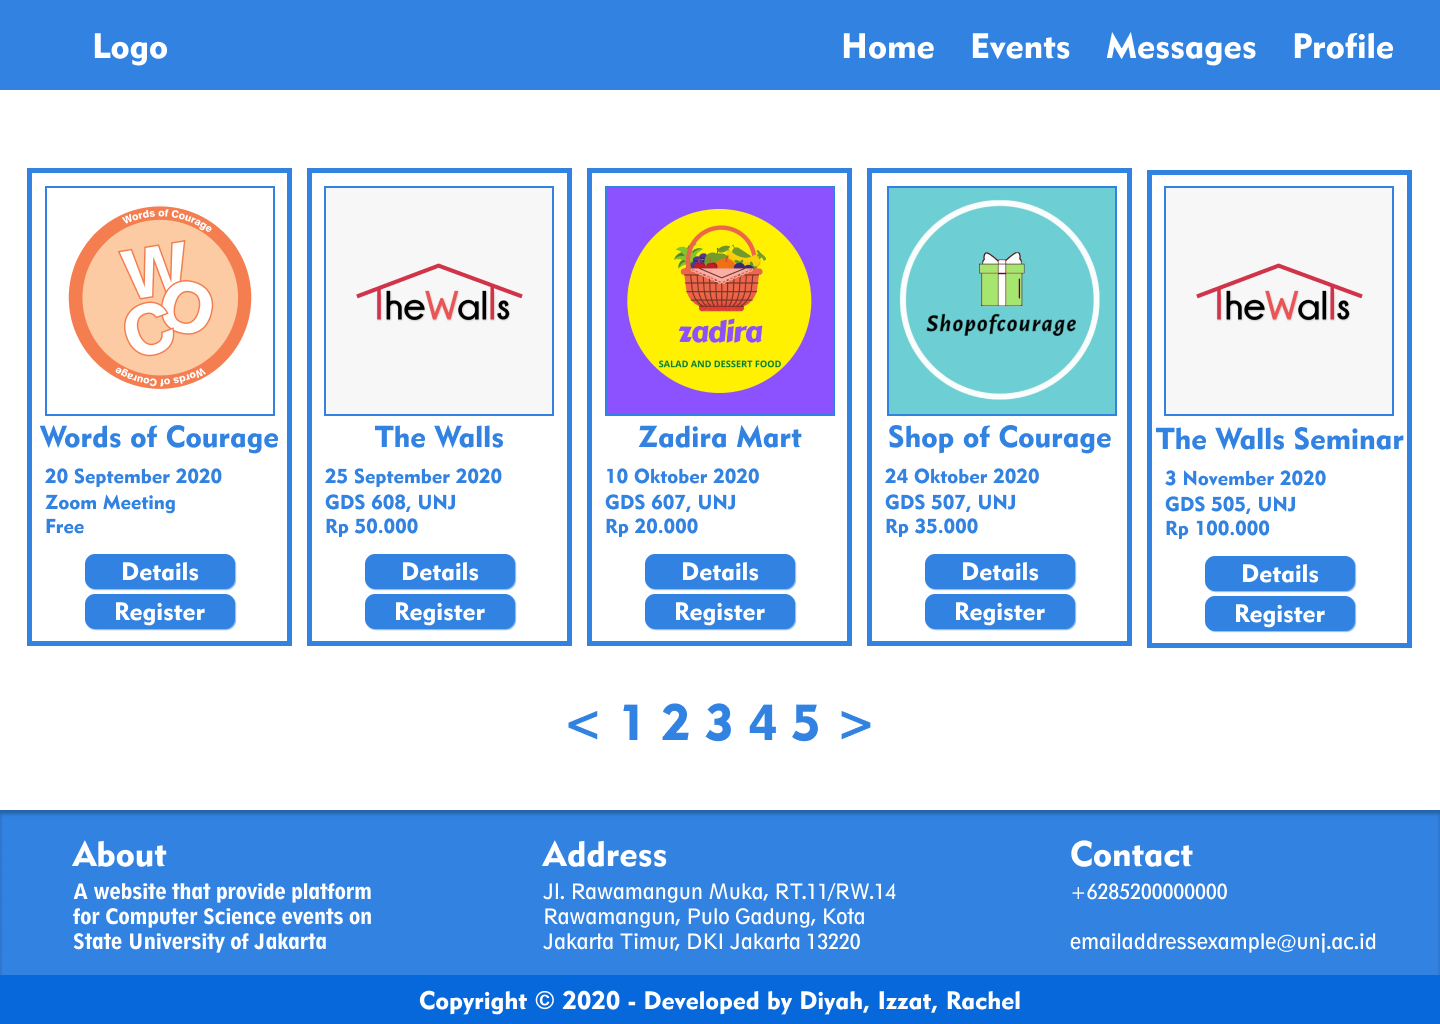 Logo
Home Events Messages Profile
Words of Courage
WCO
Words of Courage
Words of Courage
20 September 2020
Zoom Meeting
Free
Details
Register
TheWalls
The Walls
25 September 2020
GDS 608, UNJ
Rp 50.000
Details
Register
zadira
SALAD AND DESSERT FOOD
Zadira Mart
10 Oktober 2020
GDS 607, UNJ
Rp 20.000
Details
Register
Shopofcourage
Shop of Courage
24 Oktober 2020
GDS 507, UNJ
Rp 35.000
Details
Register
TheWalls
The Walls Seminar
3 November 2020
GDS 505, UNJ
Rp 100.000
Details
Register
< 1 2 3 4 5 >
About
A website that provide platform
for Computer Science events on
State University of Jakarta
Address
Jl. Rawamangun Muka, RT.11/RW.14
Rawamangun, Pulo Gadung, Kota
Jakarta Timur, DKI Jakarta 13220
Contact
+6285200000000
emailaddressexample@unj.ac.id
Copyright © 2020 - Developed by Diyah, Izzat, Rachel